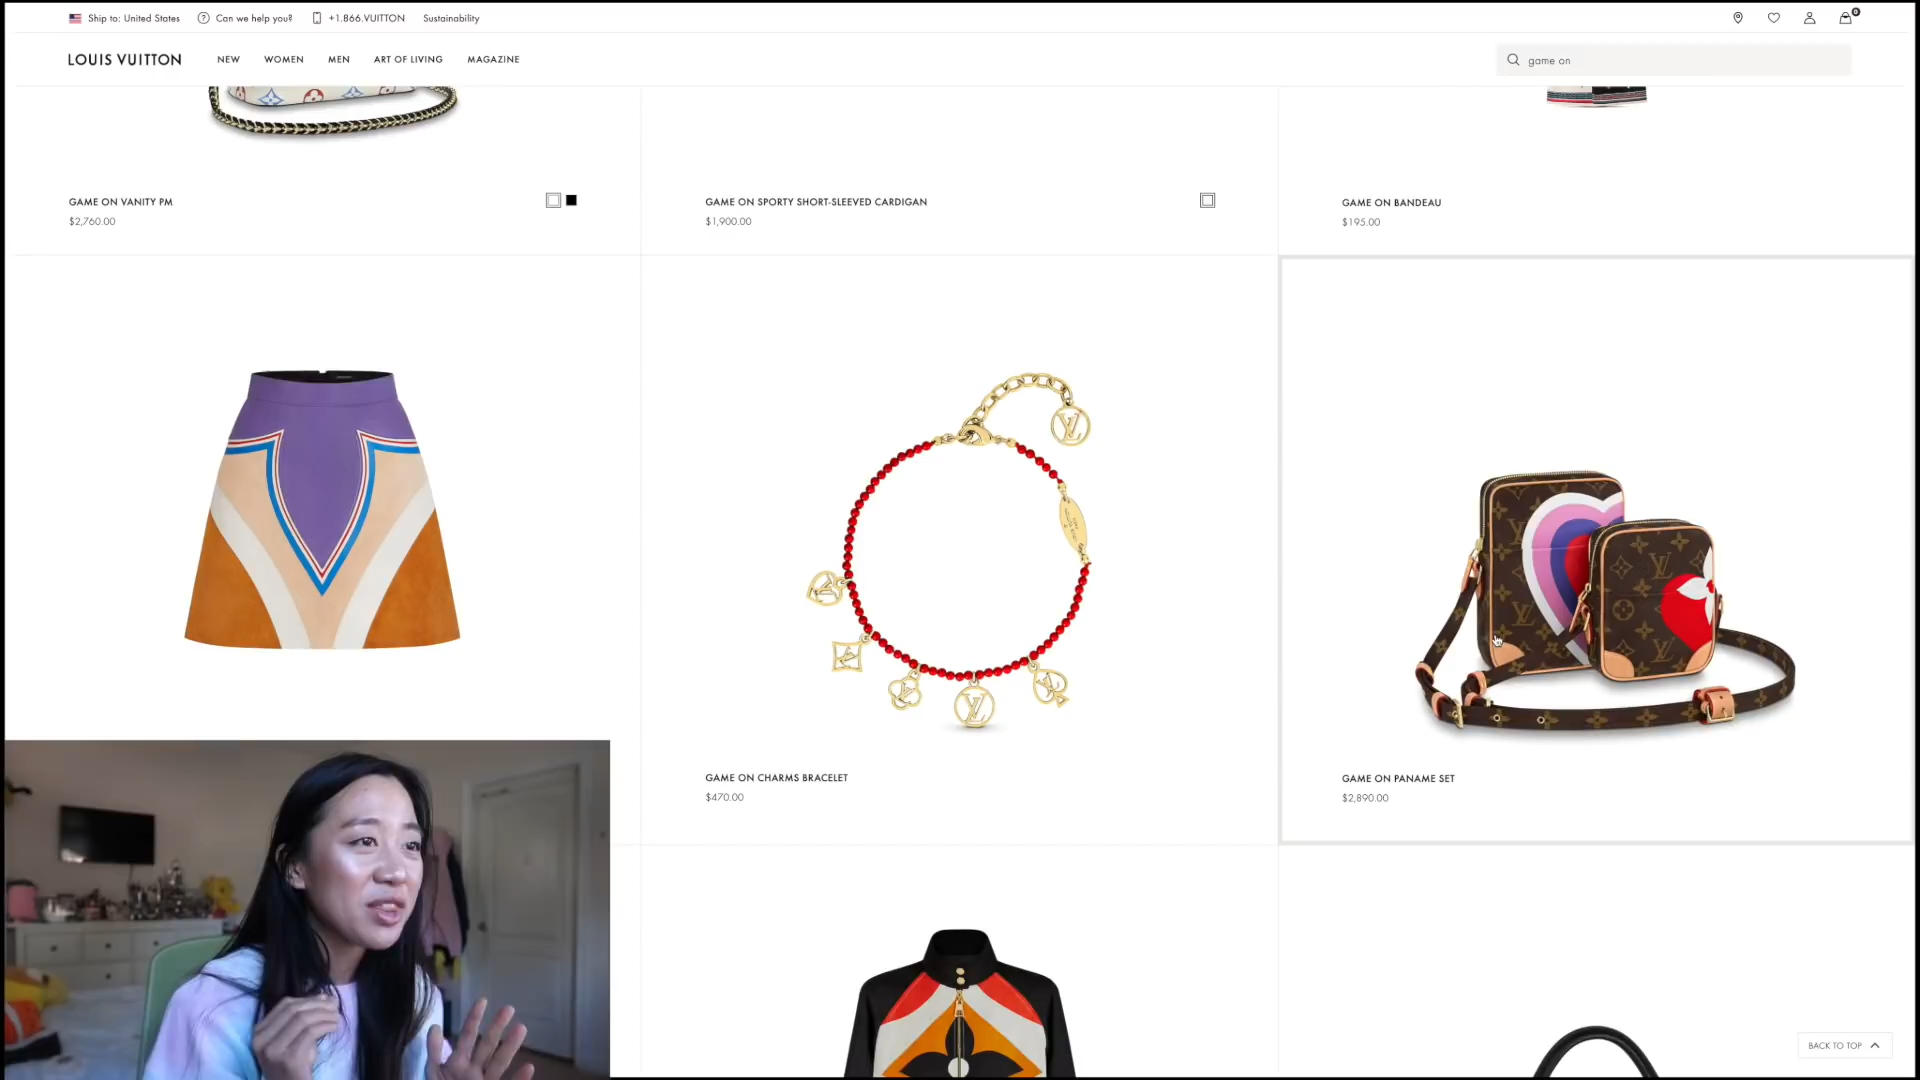 Ship to: United States
Can we help you?
+1.866.VUITTON
Sustainability
0
LOUIS VUITTON
NEW
WOMEN
MEN
ART OF LIVING
MAGAZINE
game on
GAME ON VANITY PM
$2,760.00
GAME ON SPORTY SHORT-SLEEVED CARDIGAN
$1,900.00
GAME ON BANDEAU
$195.00
GAME ON CHARMS BRACELET
$470.00
GAME ON PANAME SET
$2,890.00
BACK TO TOP